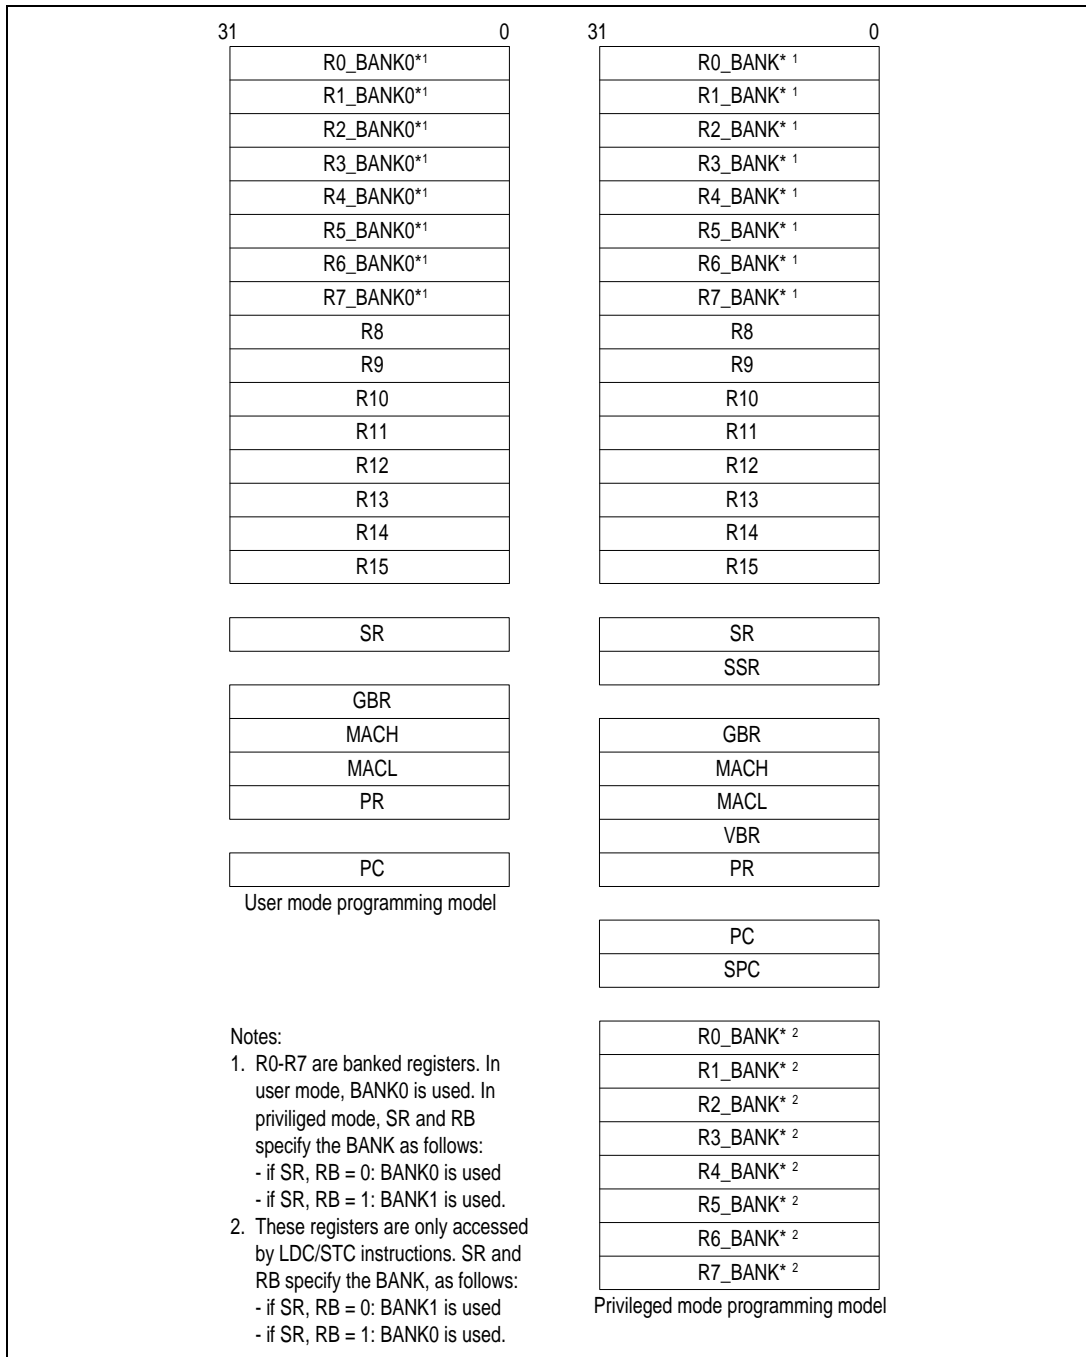 31 0
R0_BANK0*1
R1_BANK0*1
R2_BANK0*1
R3_BANK0*1
R4_BANK0*1
R5_BANK0*1
R6_BANK0*1
R7_BANK0*1
R8
R9
R10
R11
R12
R13
R14
R15
SR
GBR
MACH
MACL
PR
PC
User mode programming model
31 0
R0_BANK* 1
R1_BANK* 1
R2_BANK* 1
R3_BANK* 1
R4_BANK* 1
R5_BANK* 1
R6_BANK* 1
R7_BANK* 1
R8
R9
R10
R11
R12
R13
R14
R15
SR
SSR
GBR
MACH
MACL
VBR
PR
PC
SPC
R0_BANK* 2
R1_BANK* 2
R2_BANK* 2
R3_BANK* 2
R4_BANK* 2
R5_BANK* 2
R6_BANK* 2
R7_BANK* 2
Privileged mode programming model
Notes:
1. R0-R7 are banked registers. In
user mode, BANK0 is used. In
priviliged mode, SR and RB
specify the BANK as follows:
- if SR, RB = 0: BANK0 is used
- if SR, RB = 1: BANK1 is used.
2. These registers are only accessed
by LDC/STC instructions. SR and
RB specify the BANK, as follows:
- if SR, RB = 0: BANK1 is used
- if SR, RB = 1: BANK0 is used.